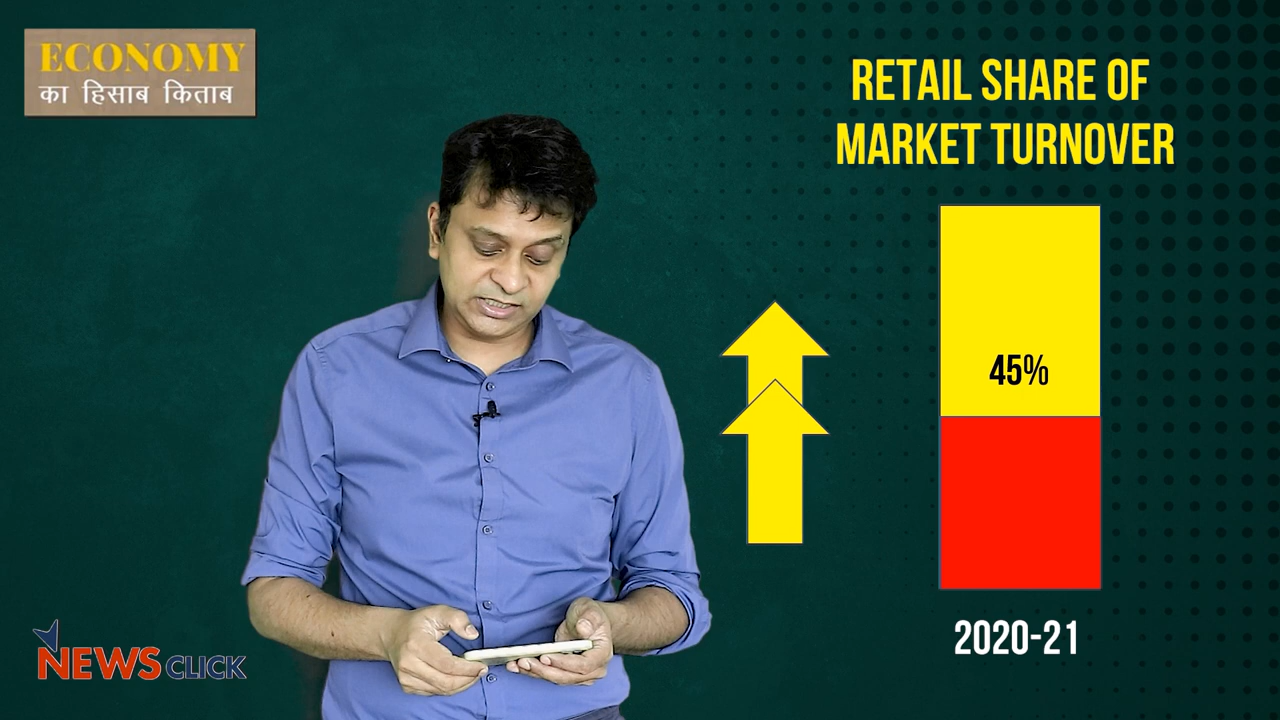 ECONOMY
का हिसाब किताब
RETAIL SHARE OF
MARKET TURNOVER
45%
2020-21
NEWSCLICK